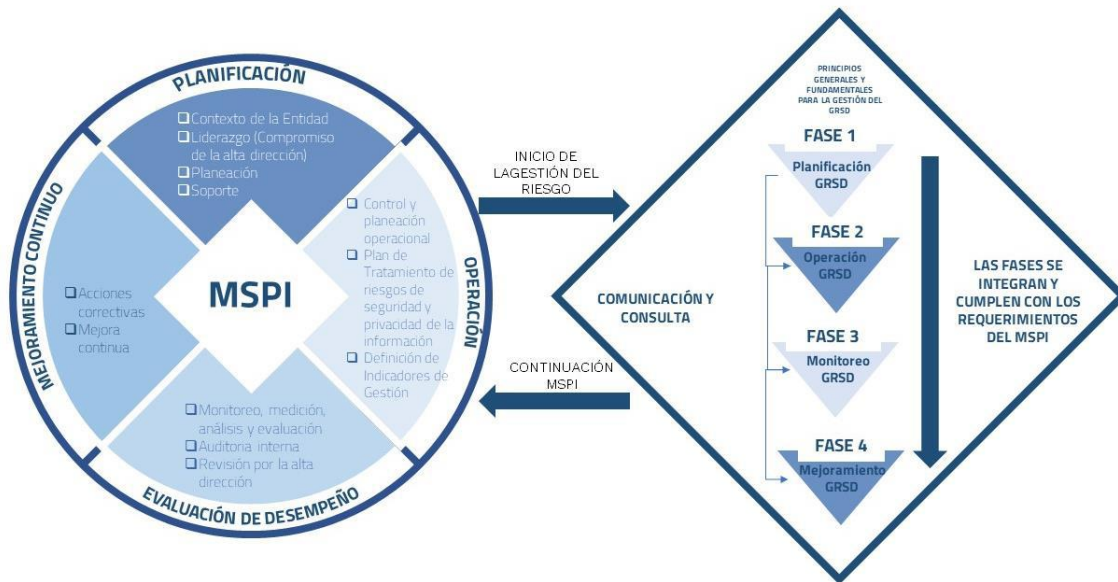 PLANIFICACIÓN
Contexto de la Entidad
Liderazgo (Compromiso
de la alta dirección)
Planeación
Soporte
OPERACIÓN
Control y
planeación
operacional
Plan de
Tratamiento de
riesgos de
seguridad y
privacidad de la
información
Definición de
Indicadores de
Gestión
EVALUACIÓN DE DESEMPEÑO
Monitoreo, medición,
análisis y evaluación
Auditoria interna
Revisión por la alta
dirección
MEJORAMIENTO CONTINUO
Acciones
correctivas
Mejora
continua
MSPI
INICIO DE
LAGESTIÓN DEL
RIESGO
CONTINUACIÓN
MSPI
PRINCIPIOS
GENERALES Y
FUNDAMENTALES
PARA LA GESTIÓN DEL
GRSD
COMUNICACIÓN Y
CONSULTA
FASE 1
Planificación
GRSD
FASE 2
Operación
GRSD
FASE 3
Monitoreo
GRSD
FASE 4
Mejoramiento
GRSD
LAS FASES SE
INTEGRAN Y
CUMPLEN CON LOS
REQUERIMIENTOS
DEL MSPI